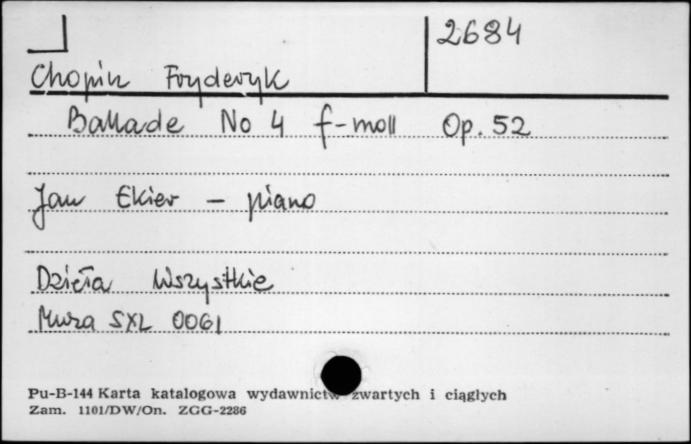 2684
Chopin Fryderyk
Ballade No 4 f-moll Op. 52
Jan Ekier – piano
Dzieła Wszystkie
Muza SXL 0061
Pu-B-144 Karta katalogowa wydawnictw zwartych i ciągłych
Zam. 1101/DW/On. ZGG-2286